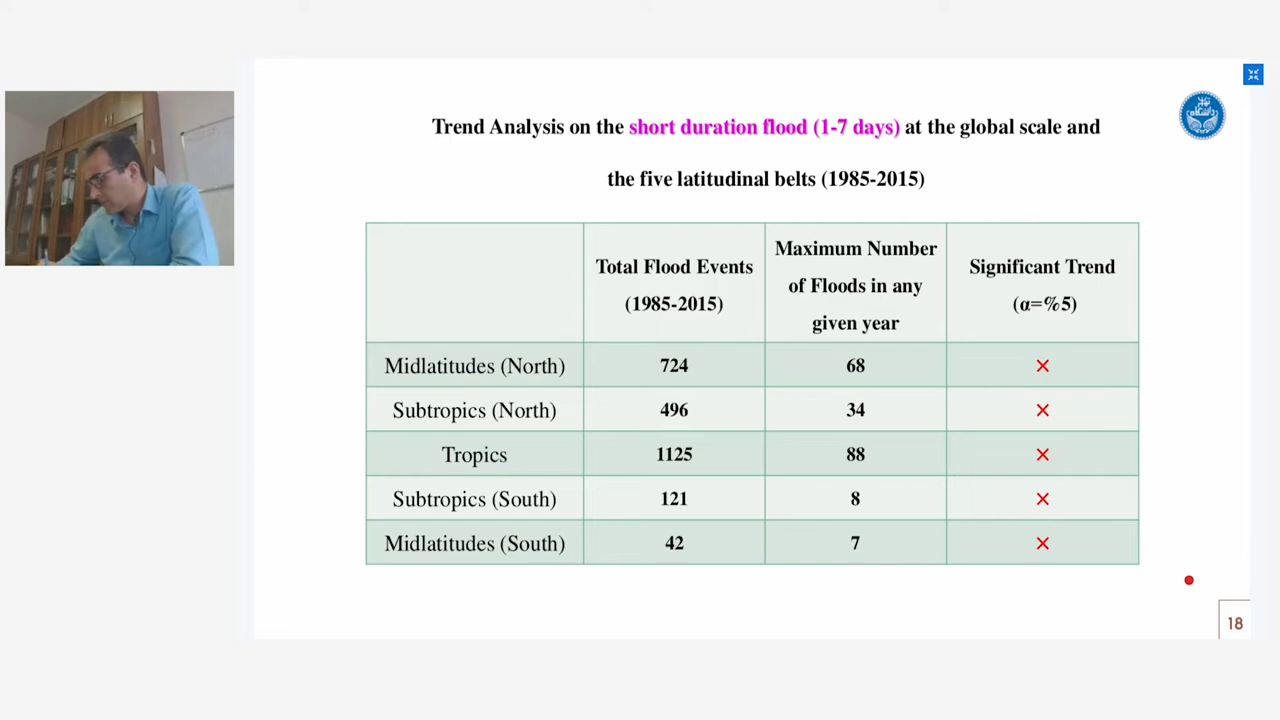 Trend Analysis on the short duration flood (1-7 days) at the global scale and
the five latitudinal belts (1985-2015)
Total Flood Events
(1985-2015)
Maximum Number
of Floods in any
given year
Significant Trend
(α=%5)
Midlatitudes (North) 724 68 ×
Subtropics (North) 496 34 ×
Tropics 1125 88 ×
Subtropics (South) 121 8 ×
Midlatitudes (South) 42 7 ×
18